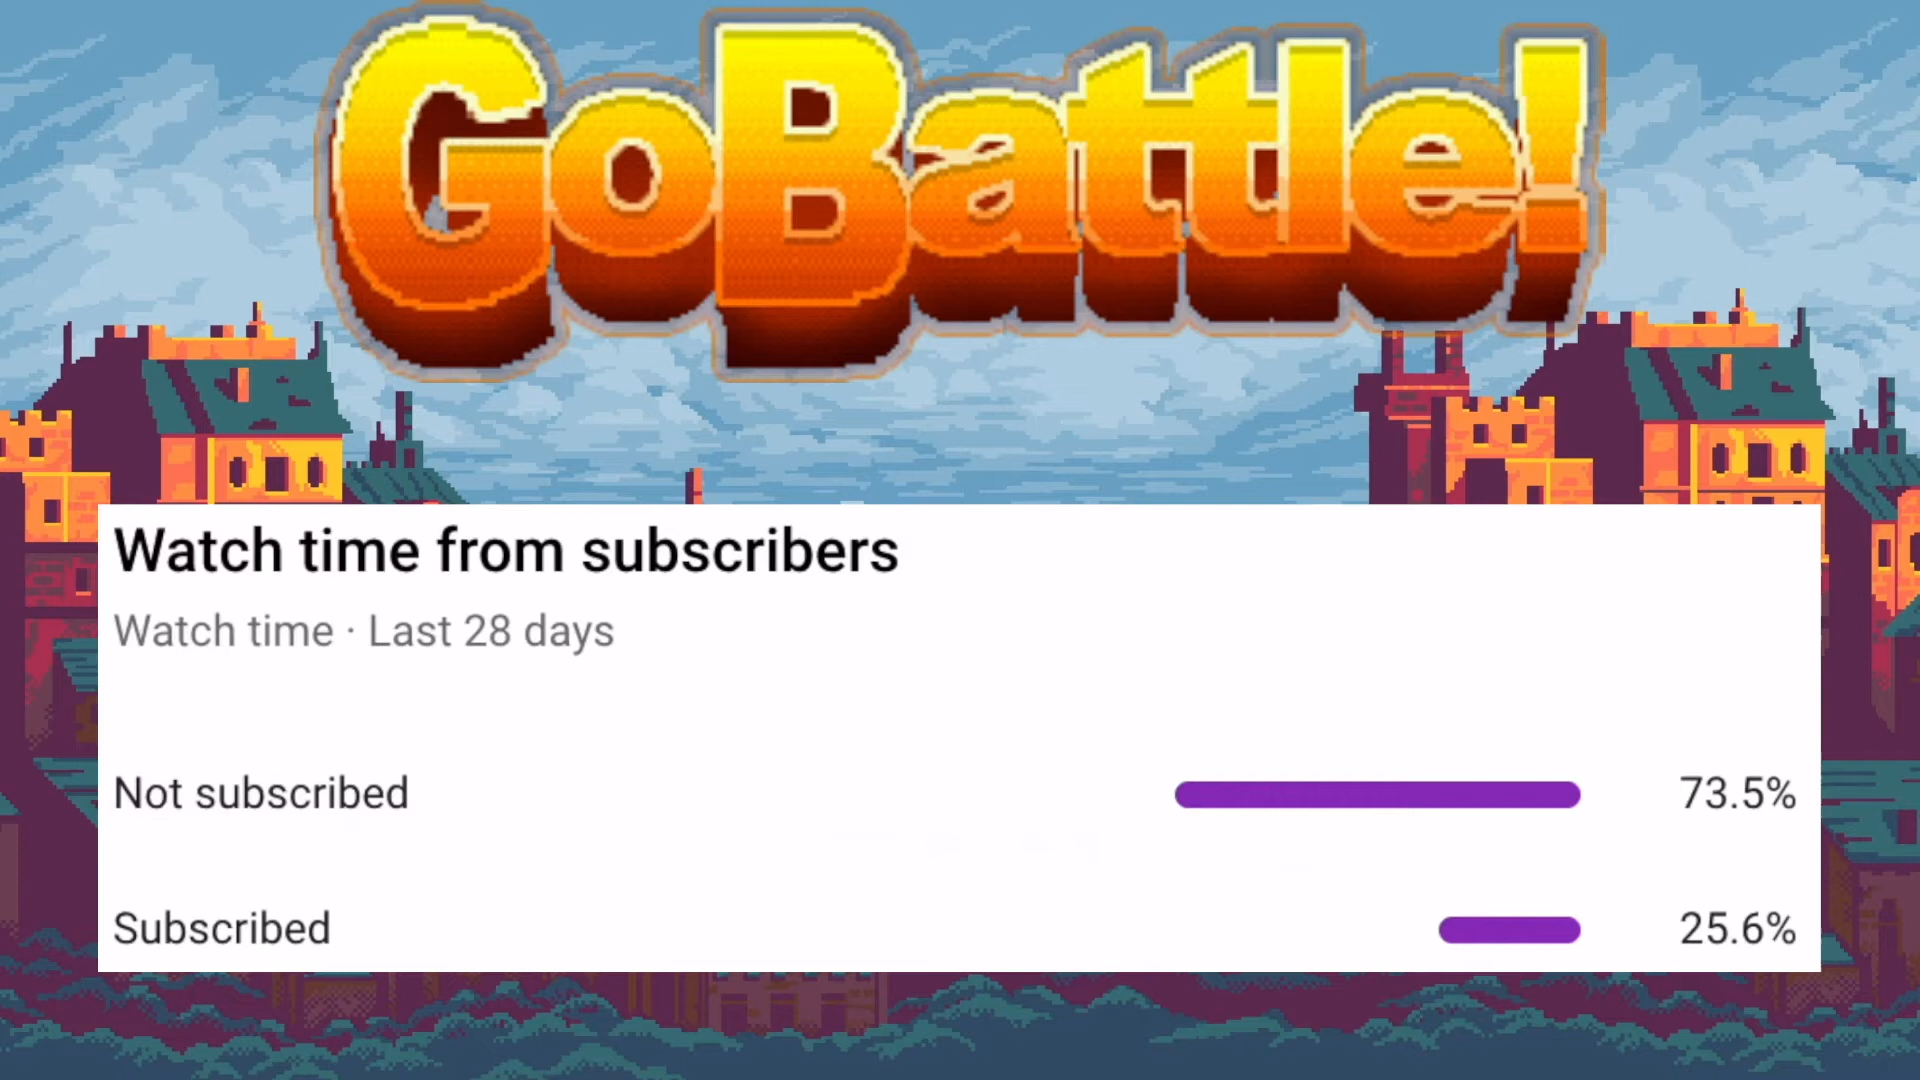 GoBattle!
Watch time from subscribers
Watch time · Last 28 days
Not subscribed 73.5%
Subscribed 25.6%